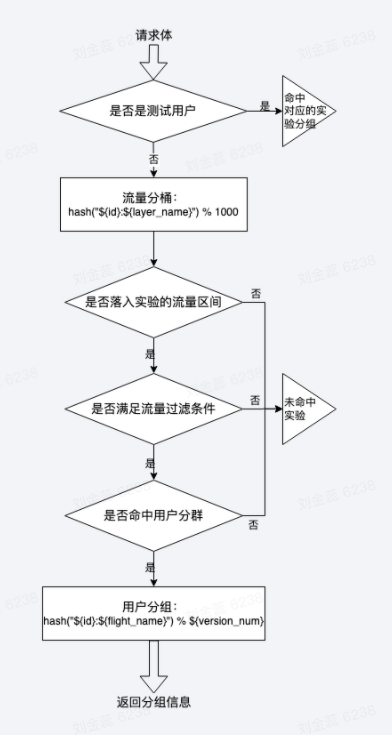 请求体
是否是测试用户
是
命中
对应的实
验分组
否
流量分桶：
hash("${id}:${layer_name}") % 1000
是否落入实验的流量区间
否
是
是否满足流量过滤条件
否
未命中
实验
是
是否命中用户分群
否
是
用户分组：
hash("${id}:${flight_name}") % ${version_num}
返回分组信息
刘金蕊 6238